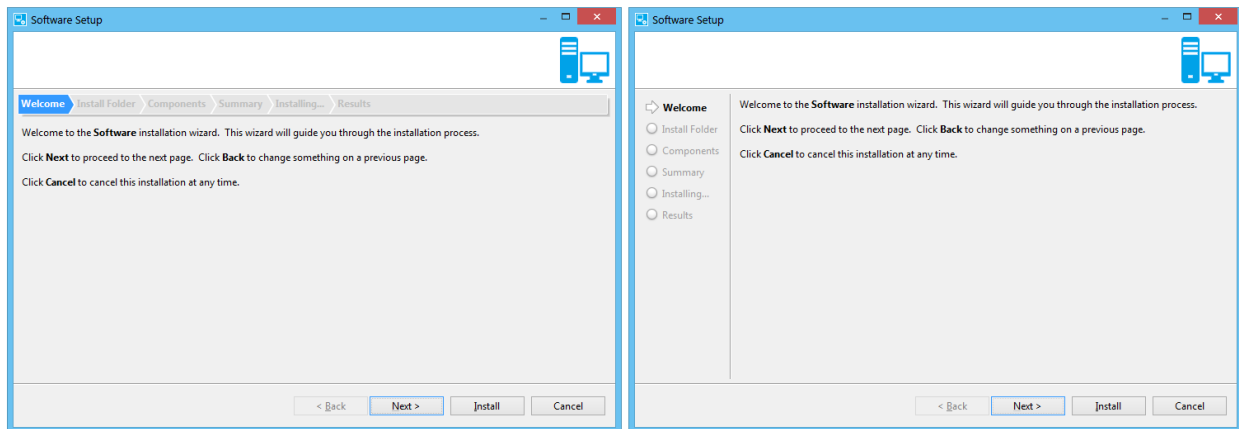 Software Setup
Welcome Install Folder Components Summary Installing... Results
Welcome to the Software installation wizard. This wizard will guide you through the installation process.
Click Next to proceed to the next page. Click Back to change something on a previous page.
Click Cancel to cancel this installation at any time.
< Back Next > Install Cancel
Software Setup
Welcome
Install Folder
Components
Summary
Installing...
Results
Welcome to the Software installation wizard. This wizard will guide you through the installation process.
Click Next to proceed to the next page. Click Back to change something on a previous page.
Click Cancel to cancel this installation at any time.
< Back Next > Install Cancel